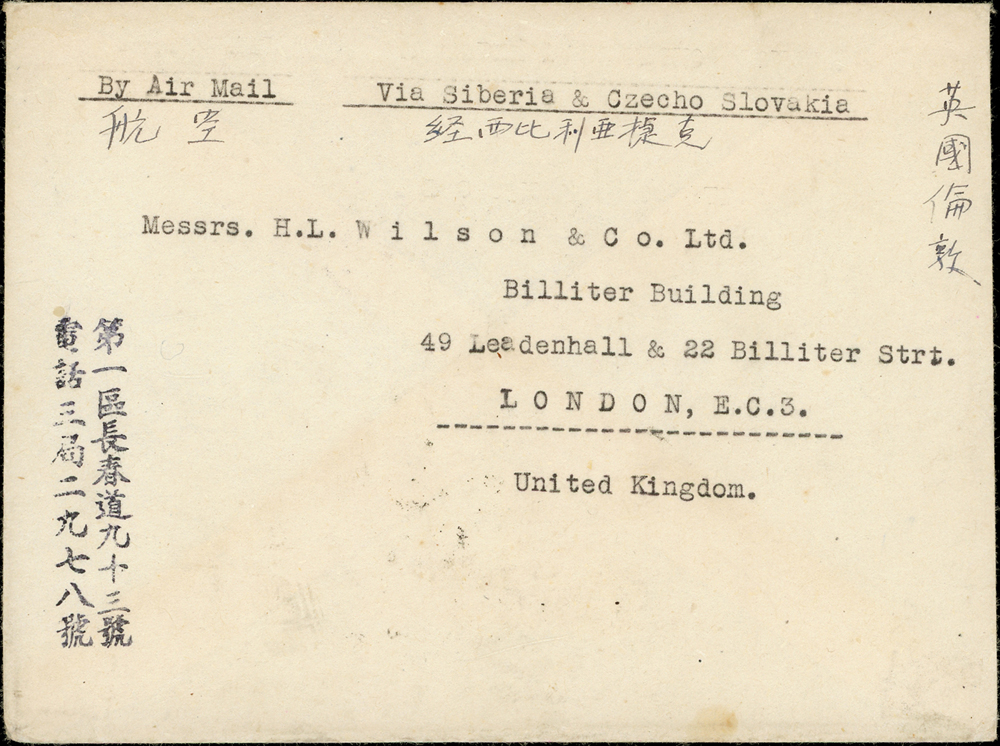 By Air Mail
Via Siberia & Czecho Slovakia
航空
経西比利亜捷克
英國倫敦
Messrs. H.L. Wilson & Co. Ltd.
Billiter Building
49 Leadenhall & 22 Billiter Strt.
LONDON, E.C.3.
United Kingdom.
第一區長春道九十三號
電話三局二九七八號